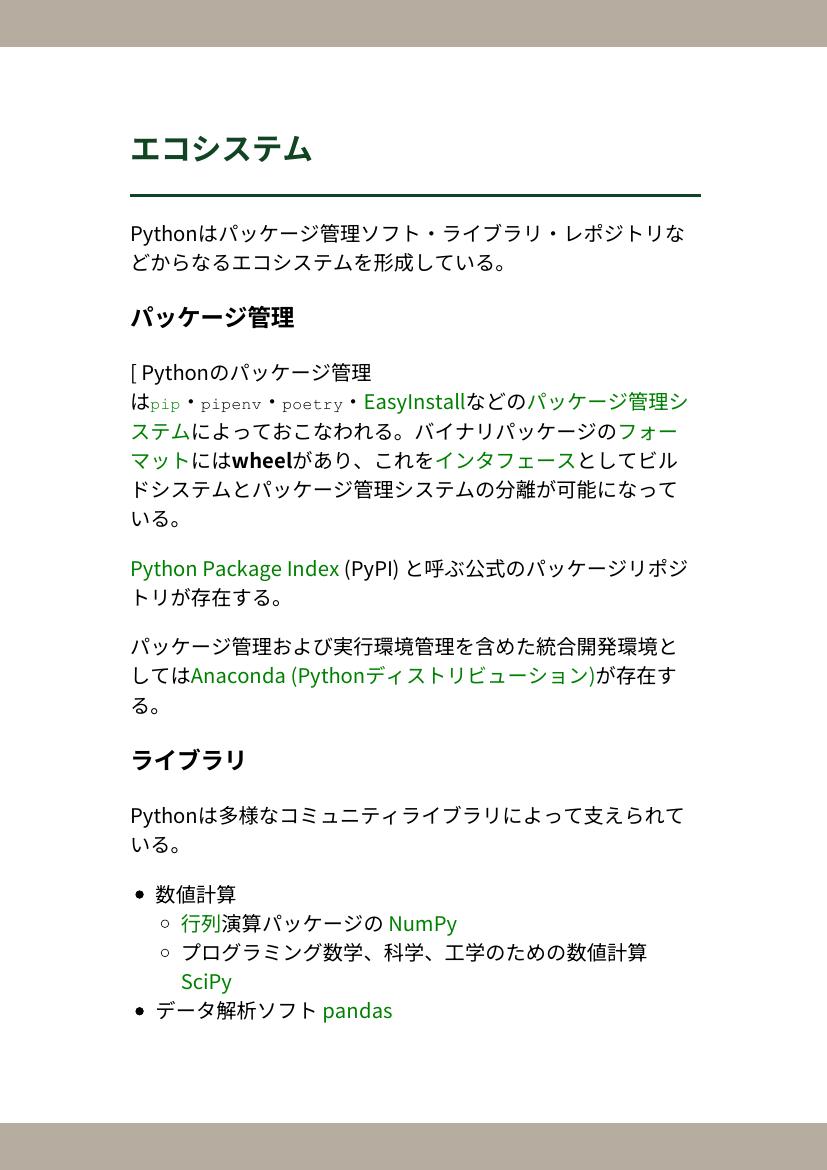 エコシステム
Pythonはパッケージ管理ソフト・ライブラリ・レポジトリな
どからなるエコシステムを形成している。
パッケージ管理
[ Pythonのパッケージ管理
はpip・pipenv・poetry・EasyInstallなどのパッケージ管理シ
ステムによっておこなわれる。バイナリパッケージのフォー
マットにはwheelがあり、これをインタフェースとしてビル
ドシステムとパッケージ管理システムの分離が可能になって
いる。
Python Package Index (PyPI) と呼ぶ公式のパッケージリポジ
トリが存在する。
パッケージ管理および実行環境管理を含めた統合開発環境と
してはAnaconda (Pythonディストリビューション)が存在す
る。
ライブラリ
Pythonは多様なコミュニティライブラリによって支えられて
いる。
• 数値計算
◦ 行列演算パッケージの NumPy
◦ プログラミング数学、科学、工学のための数値計算
SciPy
• データ解析ソフト pandas